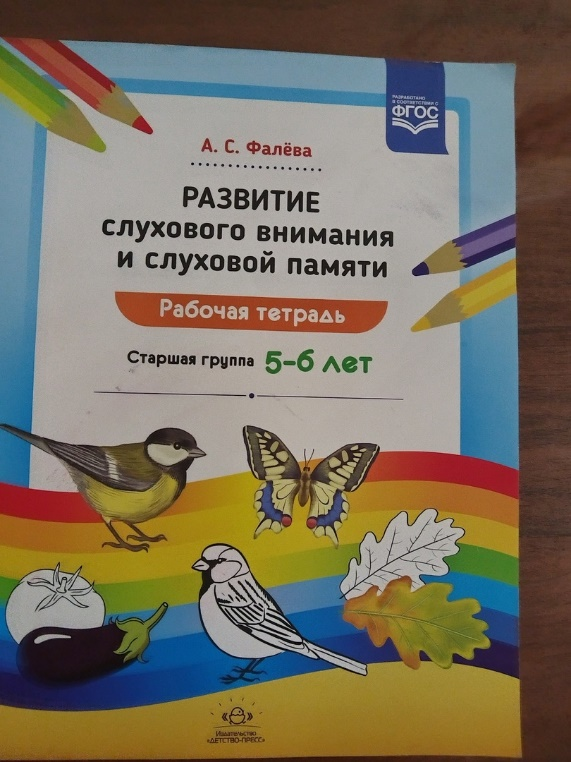 РАЗРАБОТАНО
В СООТВЕТСТВИИ С
ФГОС
А. С. Фалёва
РАЗВИТИЕ
слухового внимания
и слуховой памяти
Рабочая тетрадь
Старшая группа 5–6 лет
Издательство
«ДЕТСТВО-ПРЕСС»